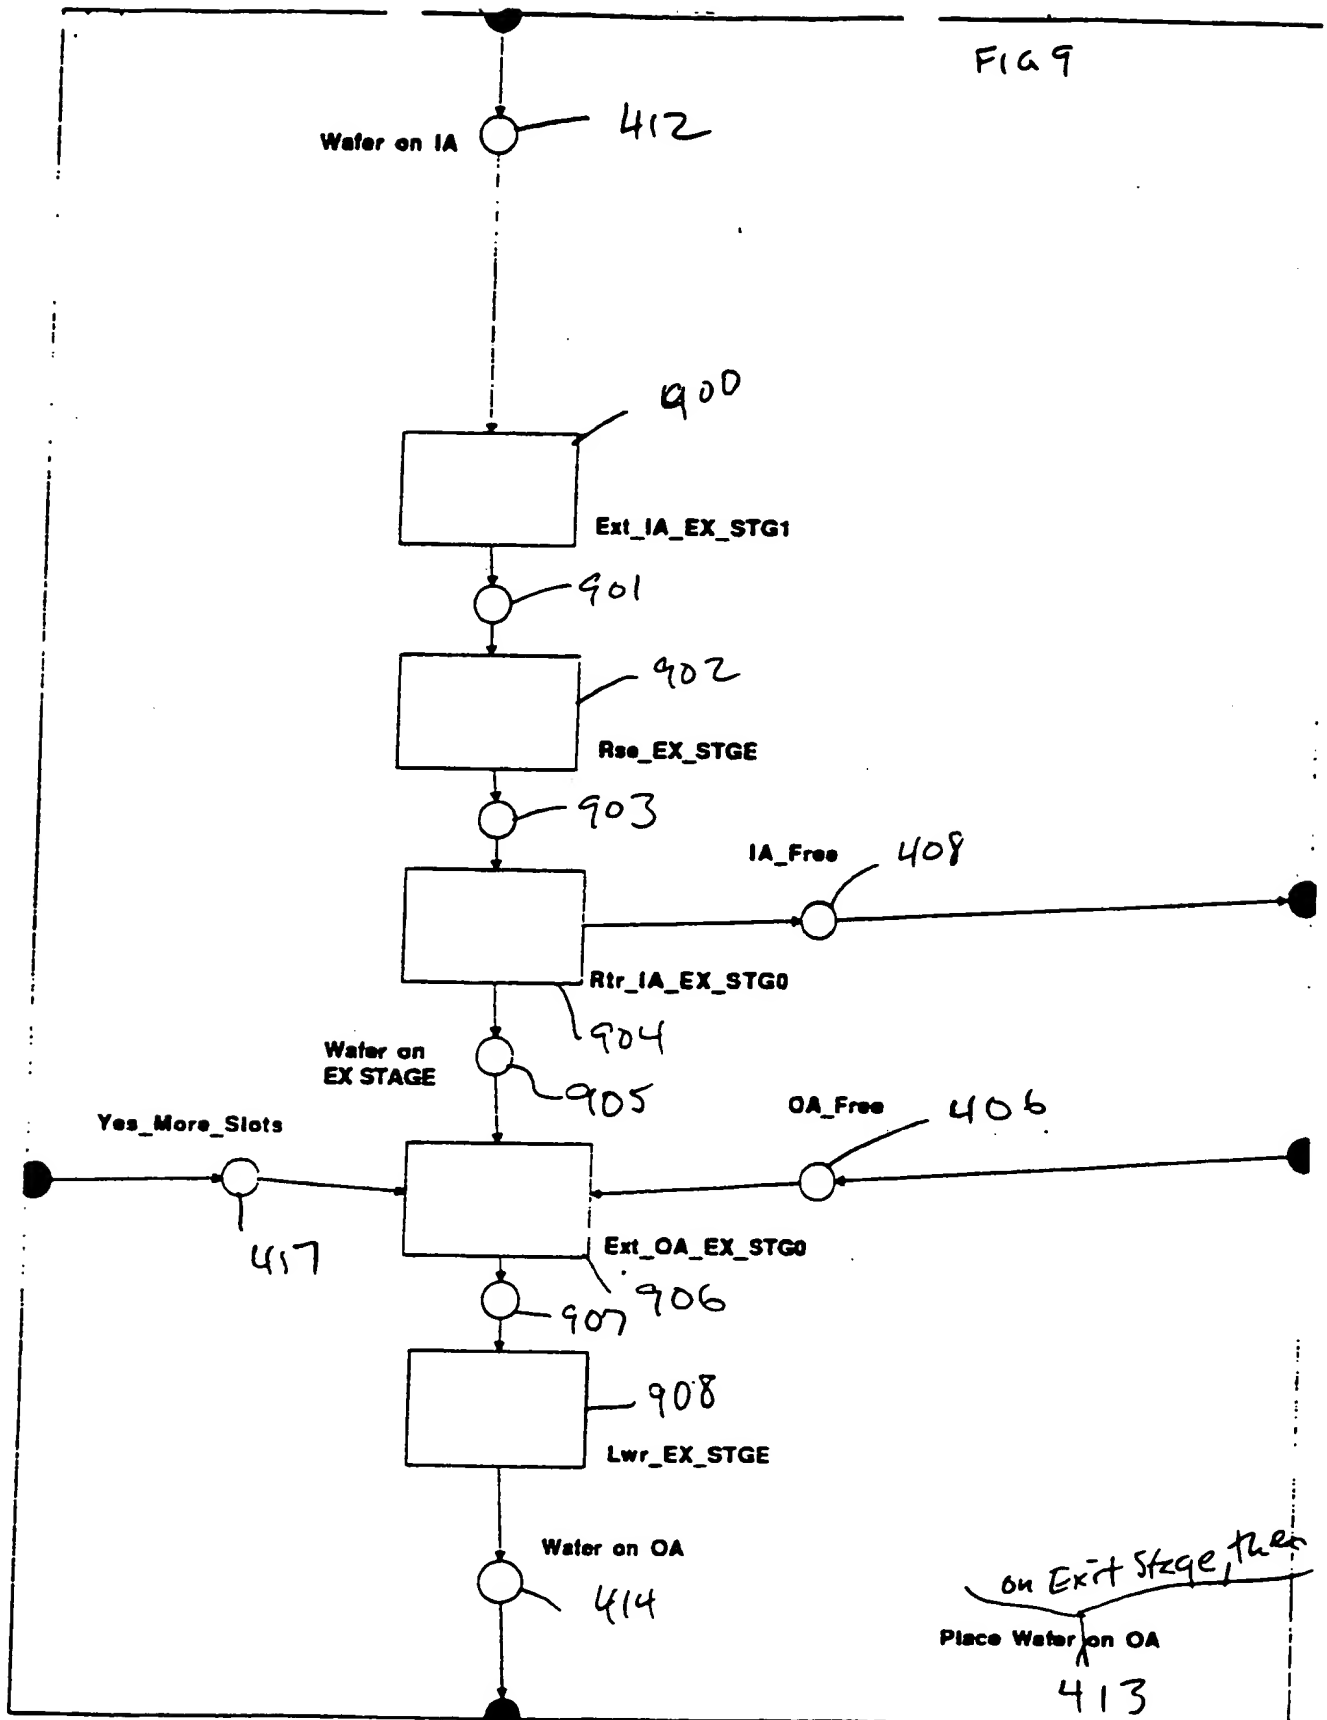 FIG 9
Wafer on IA
412
900
Ext_IA_EX_STG1
901
902
Rse_EX_STGE
903
IA_Free
408
Rtr_IA_EX_STG0
904
Wafer on
EX STAGE
905
Yes_More_Slots
OA_Free
406
417
Ext_OA_EX_STG0
906
907
908
Lwr_EX_STGE
Wafer on OA
414
on Exit Stage, then
Place Wafer on OA
413